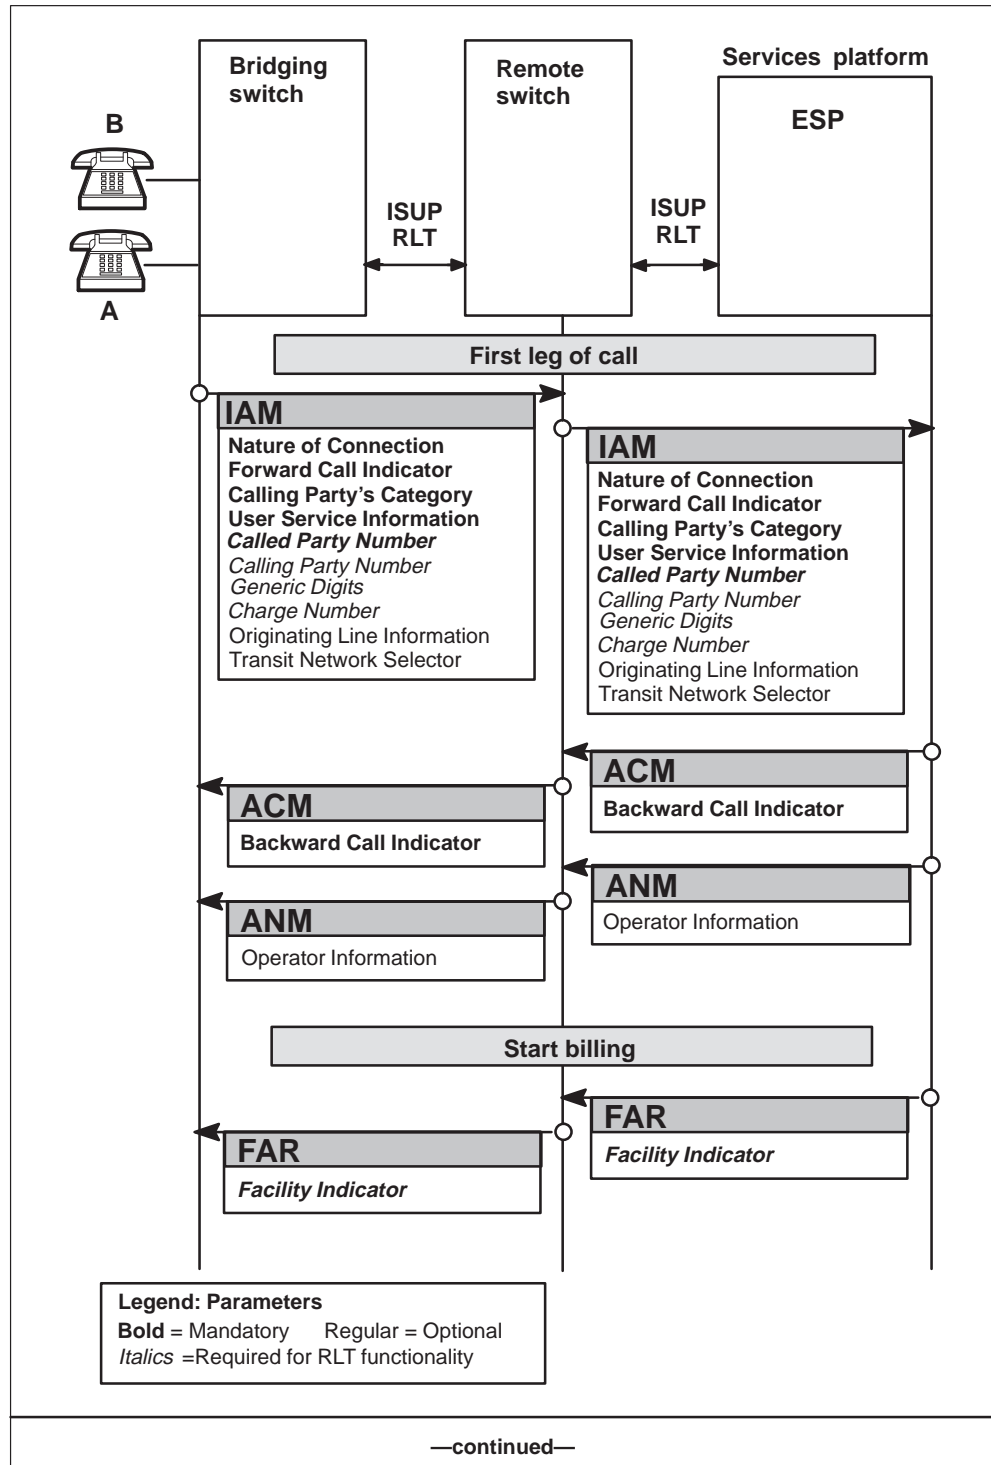 Bridging
switch
Remote
switch
Services platform
ESP
B
A
ISUP
RLT
ISUP
RLT
First leg of call
IAM
Nature of Connection
Forward Call Indicator
Calling Party’s Category
User Service Information
Called Party Number
Calling Party Number
Generic Digits
Charge Number
Originating Line Information
Transit Network Selector
IAM
Nature of Connection
Forward Call Indicator
Calling Party’s Category
User Service Information
Called Party Number
Calling Party Number
Generic Digits
Charge Number
Originating Line Information
Transit Network Selector
ACM
Backward Call Indicator
ACM
Backward Call Indicator
ANM
Operator Information
ANM
Operator Information
Start billing
FAR
Facility Indicator
FAR
Facility Indicator
Legend: Parameters
Bold = Mandatory Regular = Optional
Italics =Required for RLT functionality
—continued—